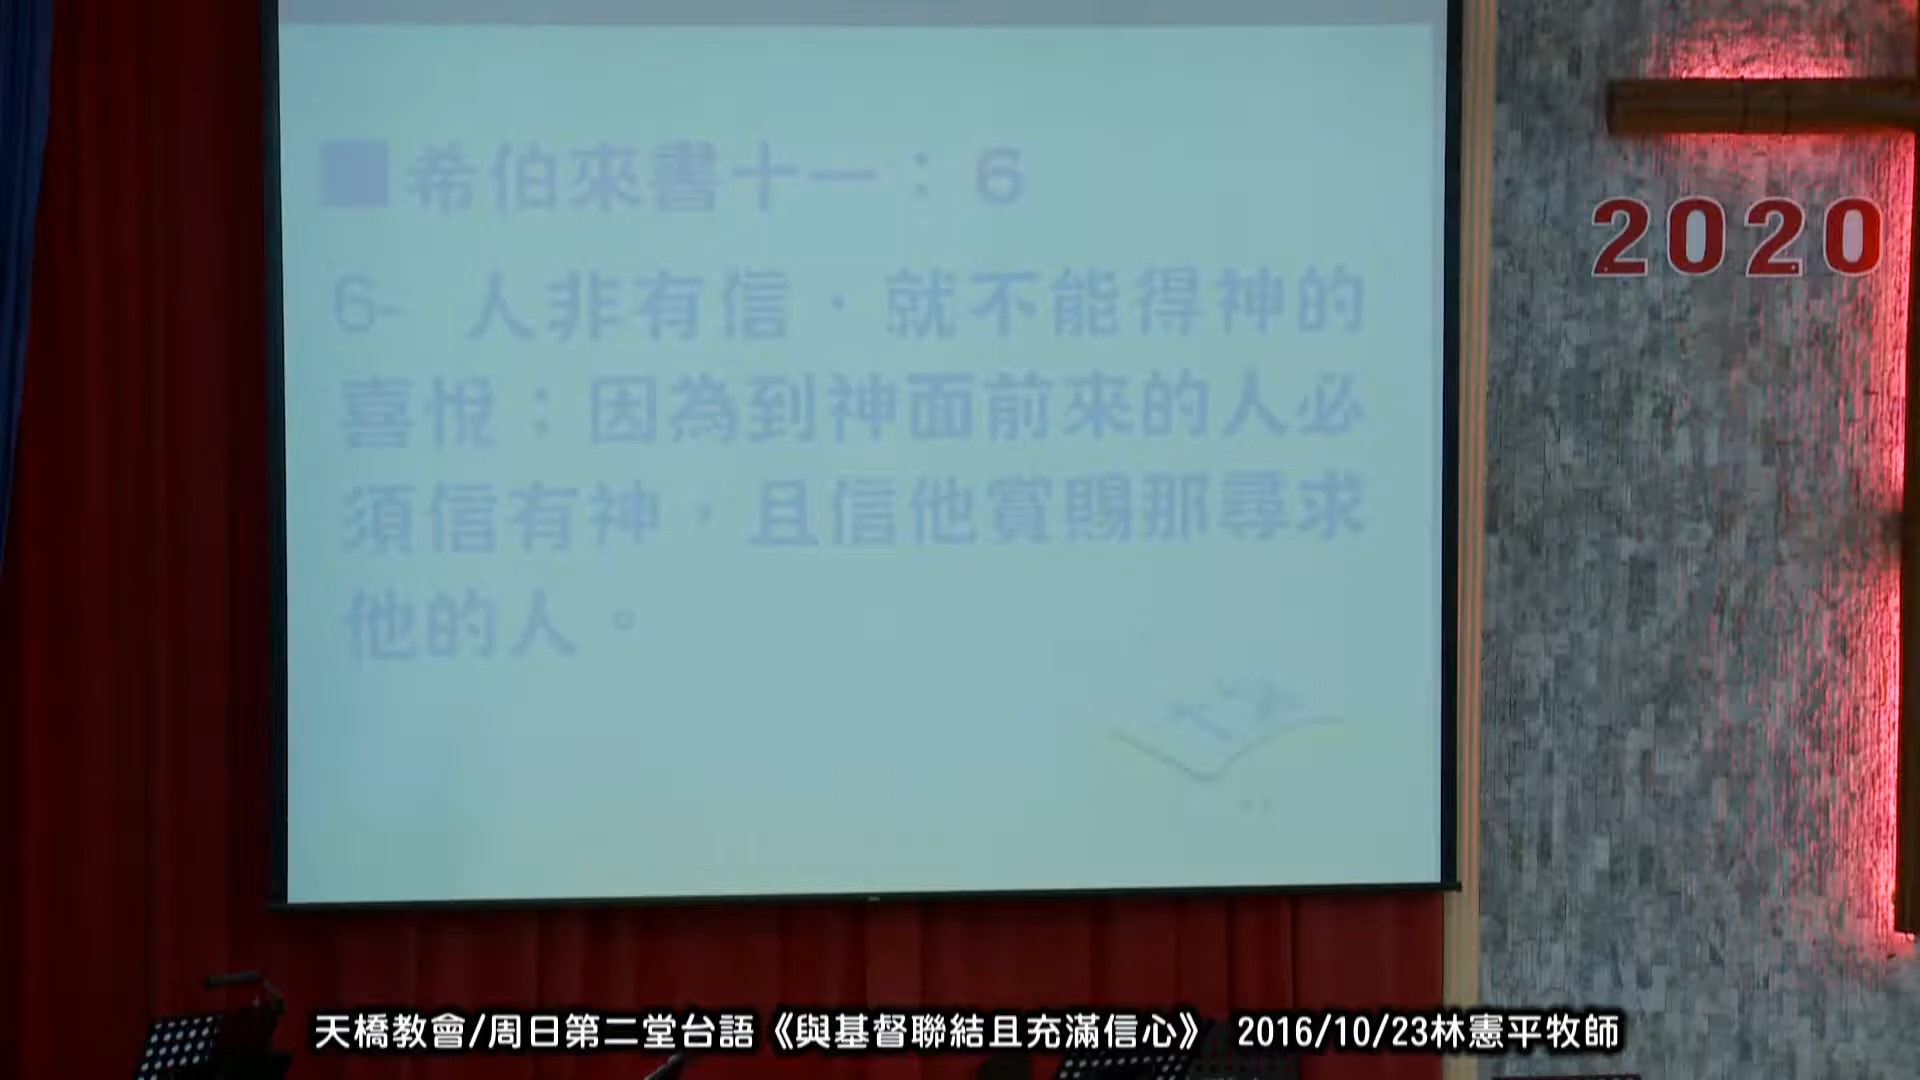 ■希伯來書十一：6
6- 人非有信，就不能得神的
喜悅；因為到神面前來的人必
須信有神，且信他賞賜那尋求
他的人。
2020
天橋教會/周日第二堂台語《與基督聯結且充滿信心》 2016/10/23林憲平牧師